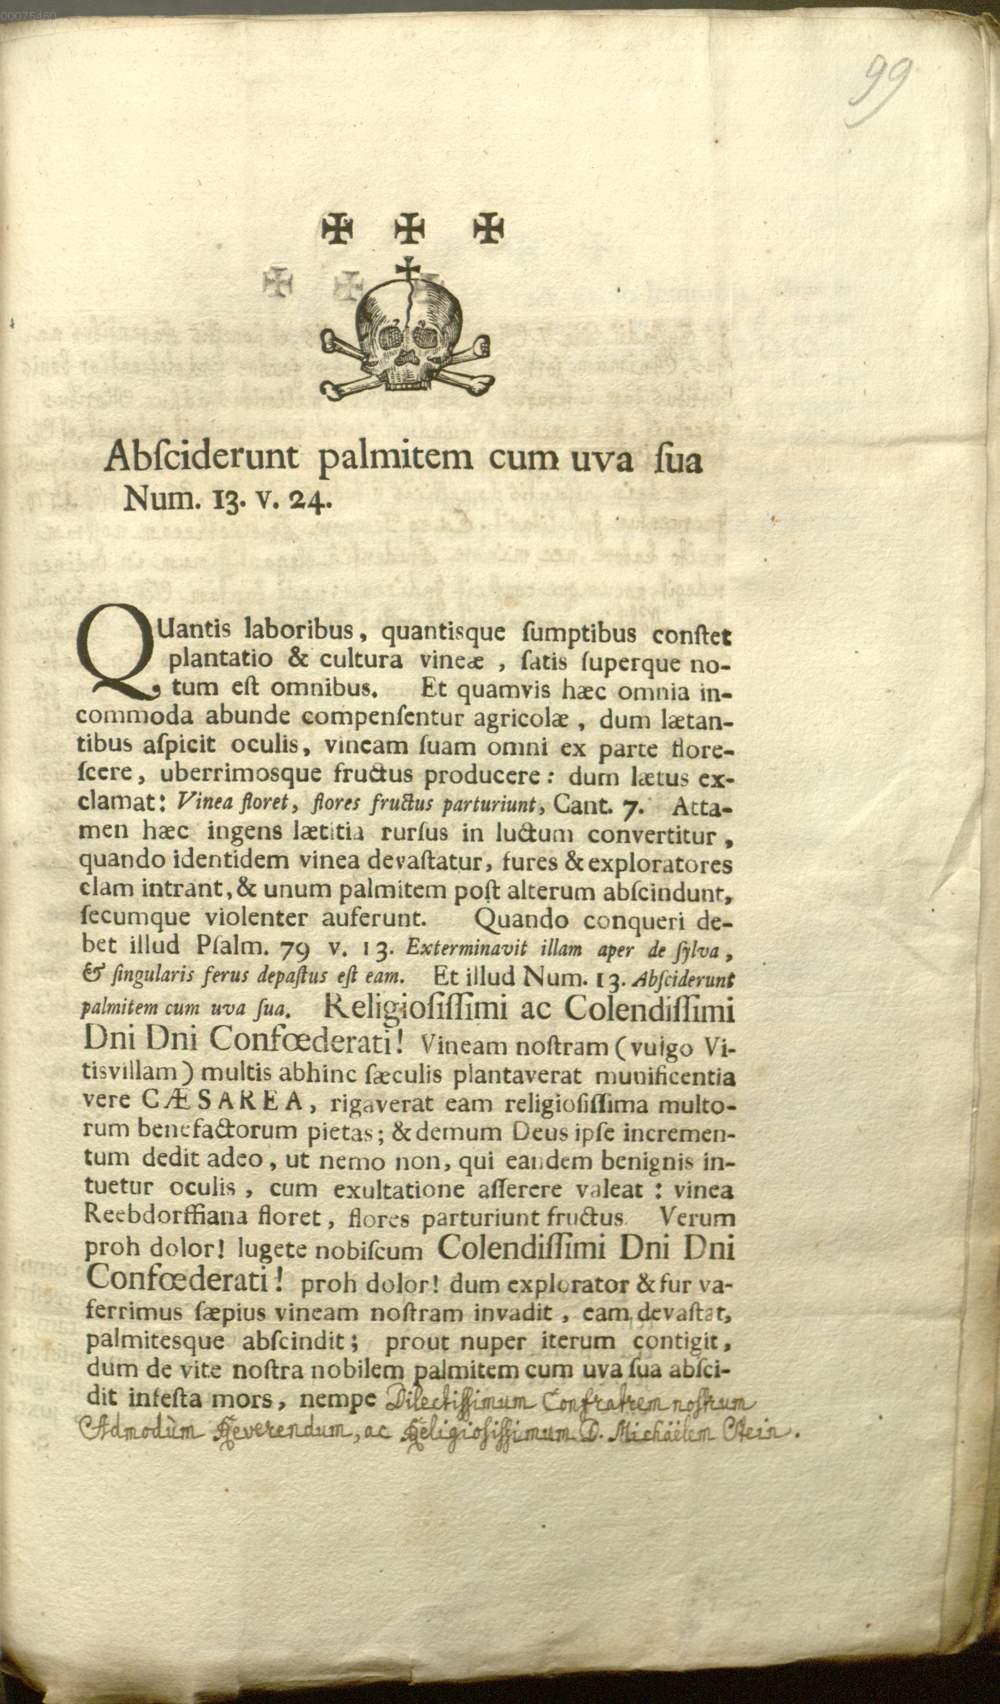 00075460
99
Abſciderunt palmitem cum uva ſua
Num. 13. v. 24.
QUantis laboribus, quantisque ſumptibus conſtet
plantatio & cultura vineæ, ſatis ſuperque no-
tum eſt omnibus. Et quamvis hæc omnia in-
commoda abunde compenſentur agricolæ, dum lætan-
tibus aſpicit oculis, vineam ſuam omni ex parte flore-
ſcere, uberrimosque fructus producere: dum lætus ex-
clamat: Vinea floret, flores fructus parturiunt, Cant. 7. Atta-
men hæc ingens lætitia rurſus in luctum convertitur,
quando identidem vinea devaſtatur, fures & exploratores
clam intrant, & unum palmitem poſt alterum abſcindunt,
ſecumque violenter auferunt. Quando conqueri de-
bet illud Pſalm. 79 v. 13. Exterminavit illam aper de ſylva,
& ſingularis ferus depaſtus eſt eam. Et illud Num. 13. Abſciderunt
palmitem cum uva ſua. Religioſiſſimi ac Colendiſſimi
Dni Dni Confœderati! Vineam noſtram (vulgo Vi-
tisvillam) multis abhinc ſæculis plantaverat munificentia
vere CÆSAREA, rigaverat eam religioſiſſima multo-
rum benefactorum pietas; & demum Deus ipſe incremen-
tum dedit adeo, ut nemo non, qui eandem benignis in-
tuetur oculis, cum exultatione aſſerere valeat: vinea
Reebdorffiana floret, flores parturiunt fructus. Verum
proh dolor! lugete nobiſcum Colendiſſimi Dni Dni
Confœderati! proh dolor! dum explorator & fur va-
ferrimus ſæpius vineam noſtram invadit, eam devaſtat,
palmitesque abſcindit; prout nuper iterum contigit,
dum de vite noſtra nobilem palmitem cum uva ſua abſci-
dit infeſta mors, nempe Dilectiſſimum Confratrem noſtrum
Admodùm Reverendum, ac Religioſiſſimum D. Michaëlem